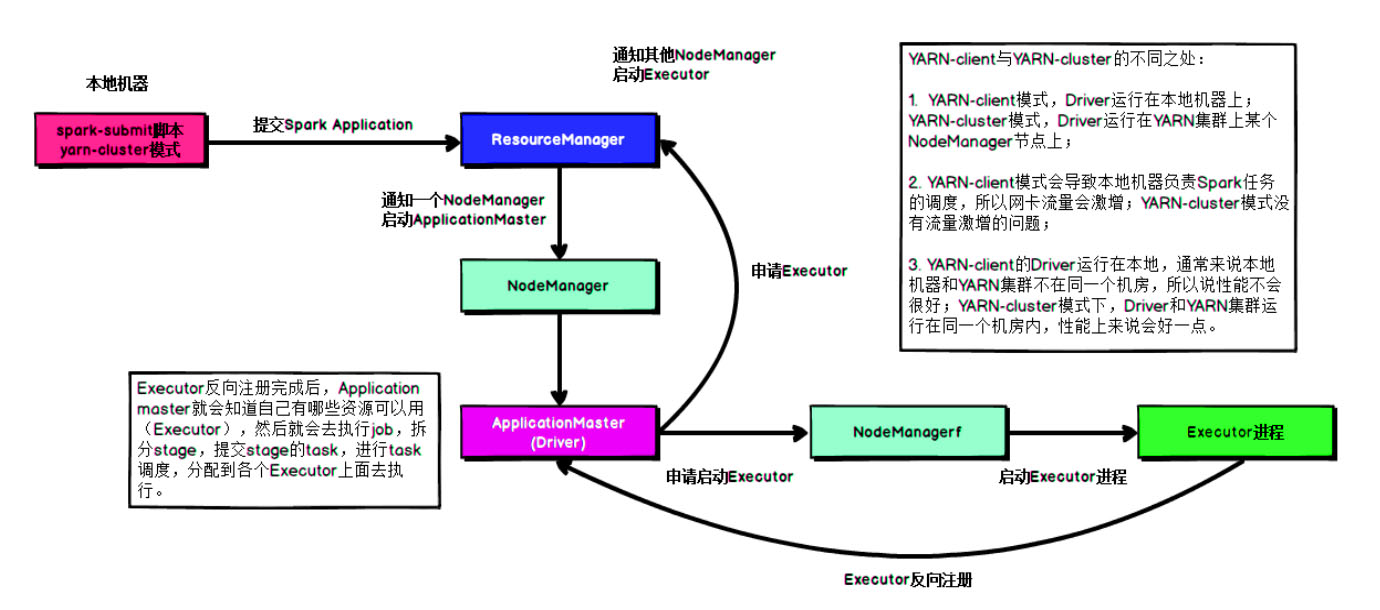 通知其他NodeManager
启动Executor
本地机器
spark-submit脚本
yarn-cluster模式
提交Spark Application
ResourceManager
通知一个NodeManager
启动ApplicationMaster
NodeManager
申请Executor
YARN-client与YARN-cluster的不同之处：
1. YARN-client模式，Driver运行在本地机器上；
YARN-cluster模式，Driver运行在YARN集群上某个
NodeManager节点上；
2. YARN-client模式会导致本地机器负责Spark任务
的调度，所以网卡流量会激增；YARN-cluster模式没
有流量激增的问题；
3. YARN-client的Driver运行在本地，通常来说本地
机器和YARN集群不在同一个机房，所以说性能不会
很好；YARN-cluster模式下，Driver和YARN集群运
行在同一个机房内，性能上来说会好一点。
Executor反向注册完成后，Application
master就会知道自己有哪些资源可以用
（Executor），然后就会去执行job，拆
分stage，提交stage的task，进行task
调度，分配到各个Executor上面去执
行。
ApplicationMaster
(Driver)
申请启动Executor
NodeManagerf
启动Executor进程
Executor进程
Executor反向注册